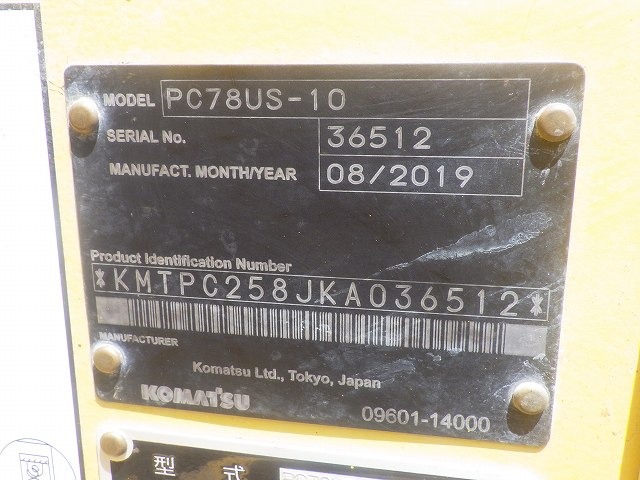 MODEL PC78US-10
SERIAL No. 36512
MANUFACT. MONTH/YEAR 08/2019
Product Identification Number
*KMTPC258JKA036512*
MANUFACTURER
Komatsu Ltd., Tokyo, Japan
KOMATSU
09601-14000
型 式